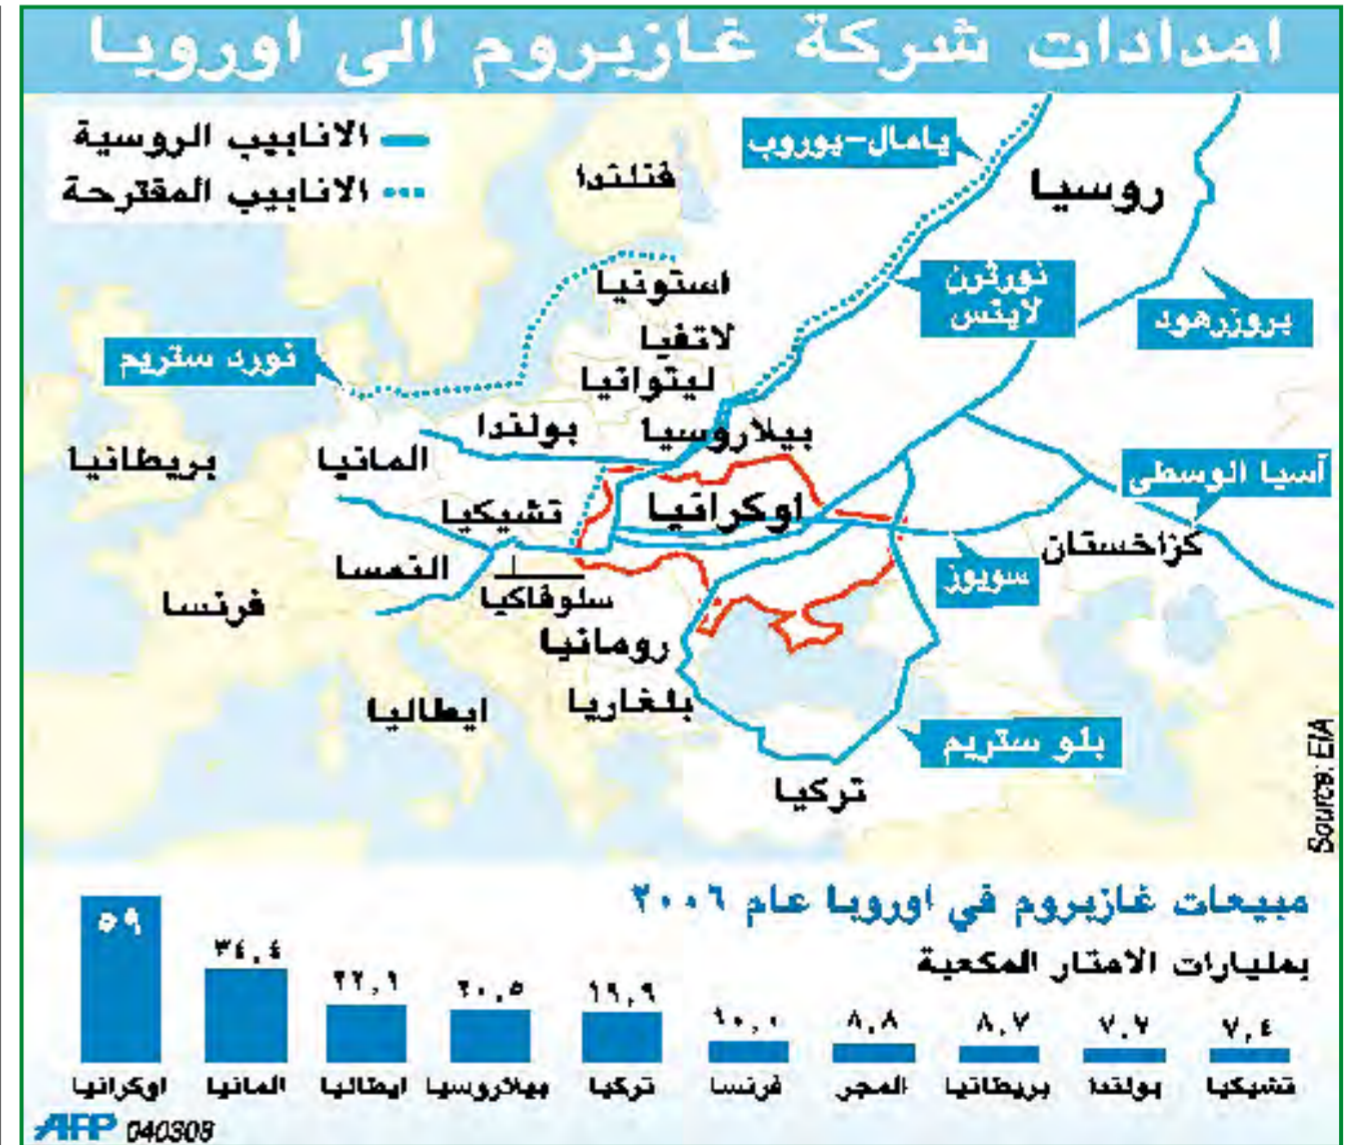 امدادات شركة غازبروم الى اوروبا
الانابيب الروسية
الانابيب المقترحة
يامال-يوروب
روسيا
فنلندا
استونيا
نورثرن
لاينس
بروزرهود
لاتفيا
نورد ستريم
ليتوانيا
بولندا
بيلاروسيا
بريطانيا
المانيا
آسيا الوسطى
تشيكيا
اوكرانيا
كزاخستان
النمسا
سويوز
سلوفاكيا
فرنسا
رومانيا
ايطاليا
بلغاريا
بلو ستريم
تركيا
Source: EIA
مبيعات غازبروم في اوروبا عام ٢٠٠٦
بمليارات الامتار المكعبة
٥٩
٣٤,٤
٢٠,٥
١٩,٩
١٠,٠
٨,٨
٨,٧
٧,٧
٧,٤
اوكرانيا
المانيا
ايطاليا
بيلاروسيا
تركيا
فرنسا
المجر
بريطانيا
بولندا
تشيكيا
AFP 040308